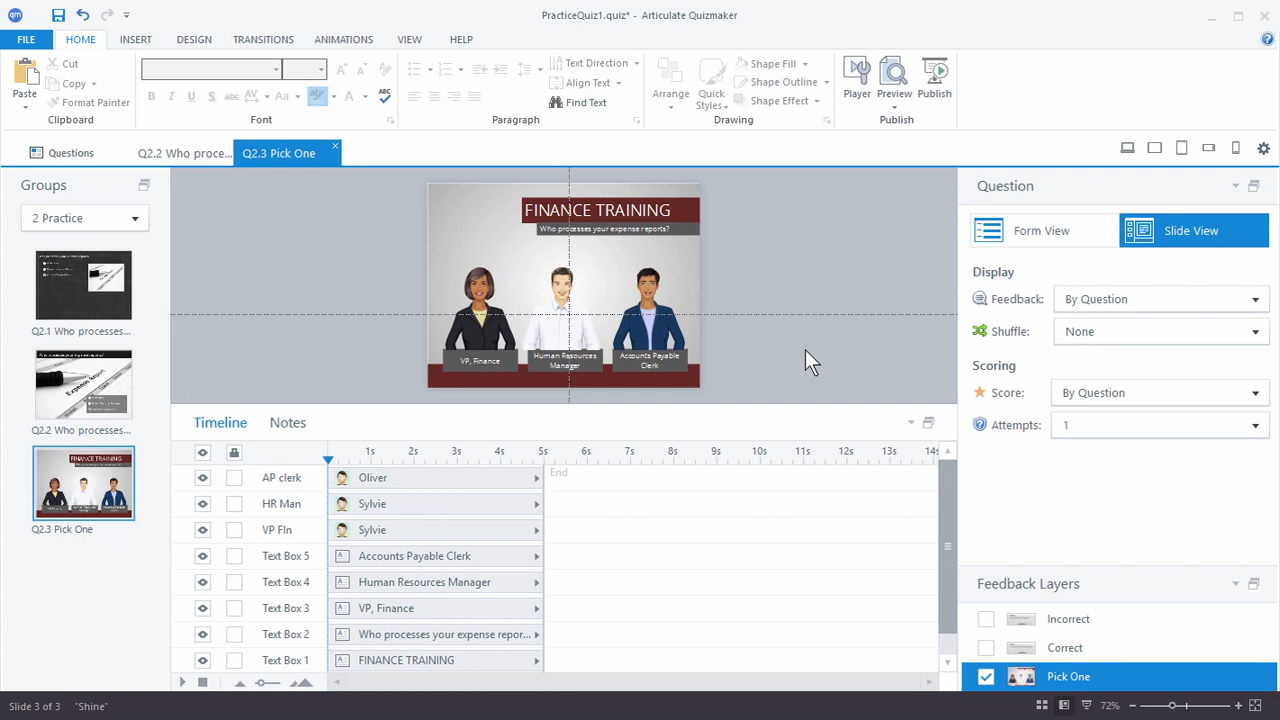 qm
PracticeQuiz1.quiz* - Articulate Quizmaker
FILE
HOME
INSERT
DESIGN
TRANSITIONS
ANIMATIONS
VIEW
HELP
Paste
Cut
Copy
Format Painter
Clipboard
B I U S abc AV Aa A
Font
Text Direction
Align Text
Find Text
Paragraph
Arrange
Quick
Styles
Shape Fill
Shape Outline
Shape Effect
Drawing
Player
Preview
Publish
Publish
Questions
Q2.2 Who proce...
Q2.3 Pick One
Groups
2 Practice
Q2.1 Who processes...
Q2.2 Who processes...
Q2.3 Pick One
FINANCE TRAINING
Who processes your expense reports?
VP, Finance
Human Resources
Manager
Accounts Payable
Clerk
Timeline
Notes
1s 2s 3s 4s 5s 6s 7s 8s 9s 10s 11s 12s 13s 14s
End
AP clerk Oliver
HR Man Sylvie
VP FIn Sylvie
Text Box 5 Accounts Payable Clerk
Text Box 4 Human Resources Manager
Text Box 3 VP, Finance
Text Box 2 Who processes your expense repor...
Text Box 1 FINANCE TRAINING
Question
Form View
Slide View
Display
Feedback: By Question
Shuffle: None
Scoring
Score: By Question
Attempts: 1
Feedback Layers
Incorrect
Correct
Pick One
Slide 3 of 3
"Shine"
72%